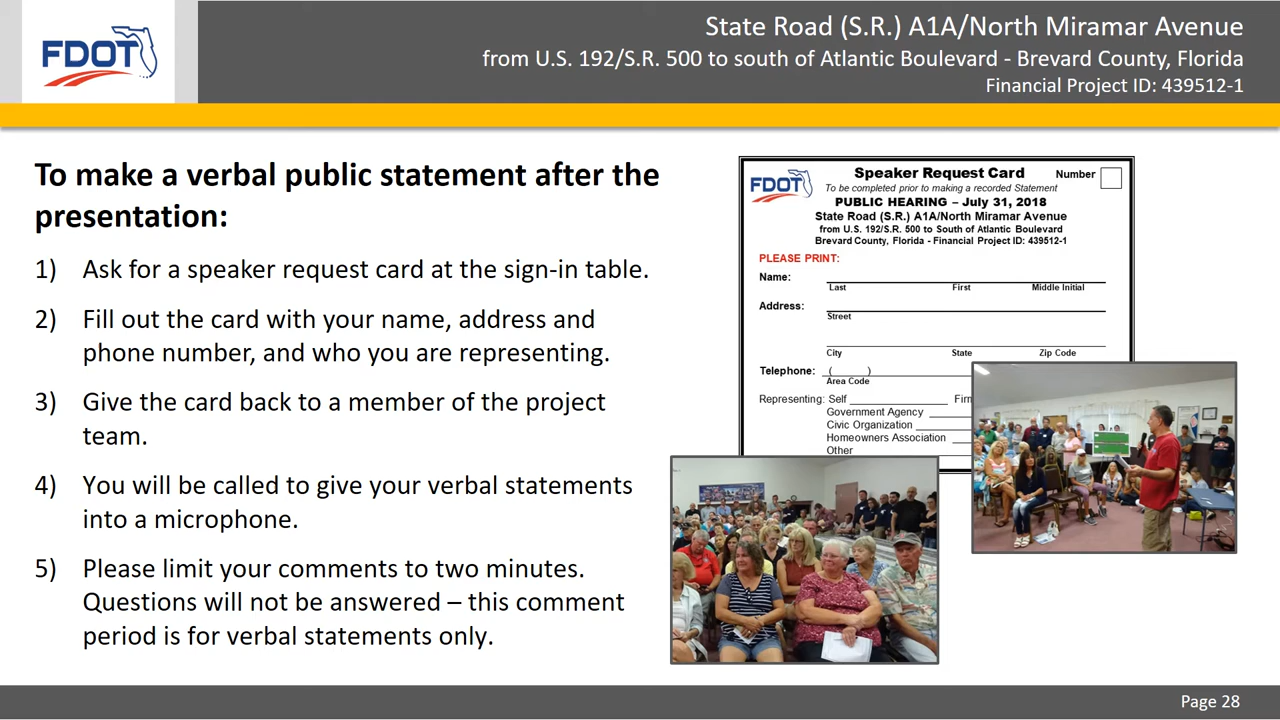 FDOT
State Road (S.R.) A1A/North Miramar Avenue
from U.S. 192/S.R. 500 to south of Atlantic Boulevard - Brevard County, Florida
Financial Project ID: 439512-1
To make a verbal public statement after the
presentation:
1) Ask for a speaker request card at the sign-in table.
2) Fill out the card with your name, address and
phone number, and who you are representing.
3) Give the card back to a member of the project
team.
4) You will be called to give your verbal statements
into a microphone.
5) Please limit your comments to two minutes.
Questions will not be answered – this comment
period is for verbal statements only.
FDOT
Speaker Request Card
Number
To be completed prior to making a recorded Statement
PUBLIC HEARING – July 31, 2018
State Road (S.R.) A1A/North Miramar Avenue
from U.S. 192/S.R. 500 to South of Atlantic Boulevard
Brevard County, Florida - Financial Project ID: 439512-1
PLEASE PRINT:
Name:
Last First Middle Initial
Address:
Street
City State Zip Code
Telephone: ( )
Area Code
Representing: Self Firm
Government Agency
Civic Organization
Homeowners Association
Other
Page 28